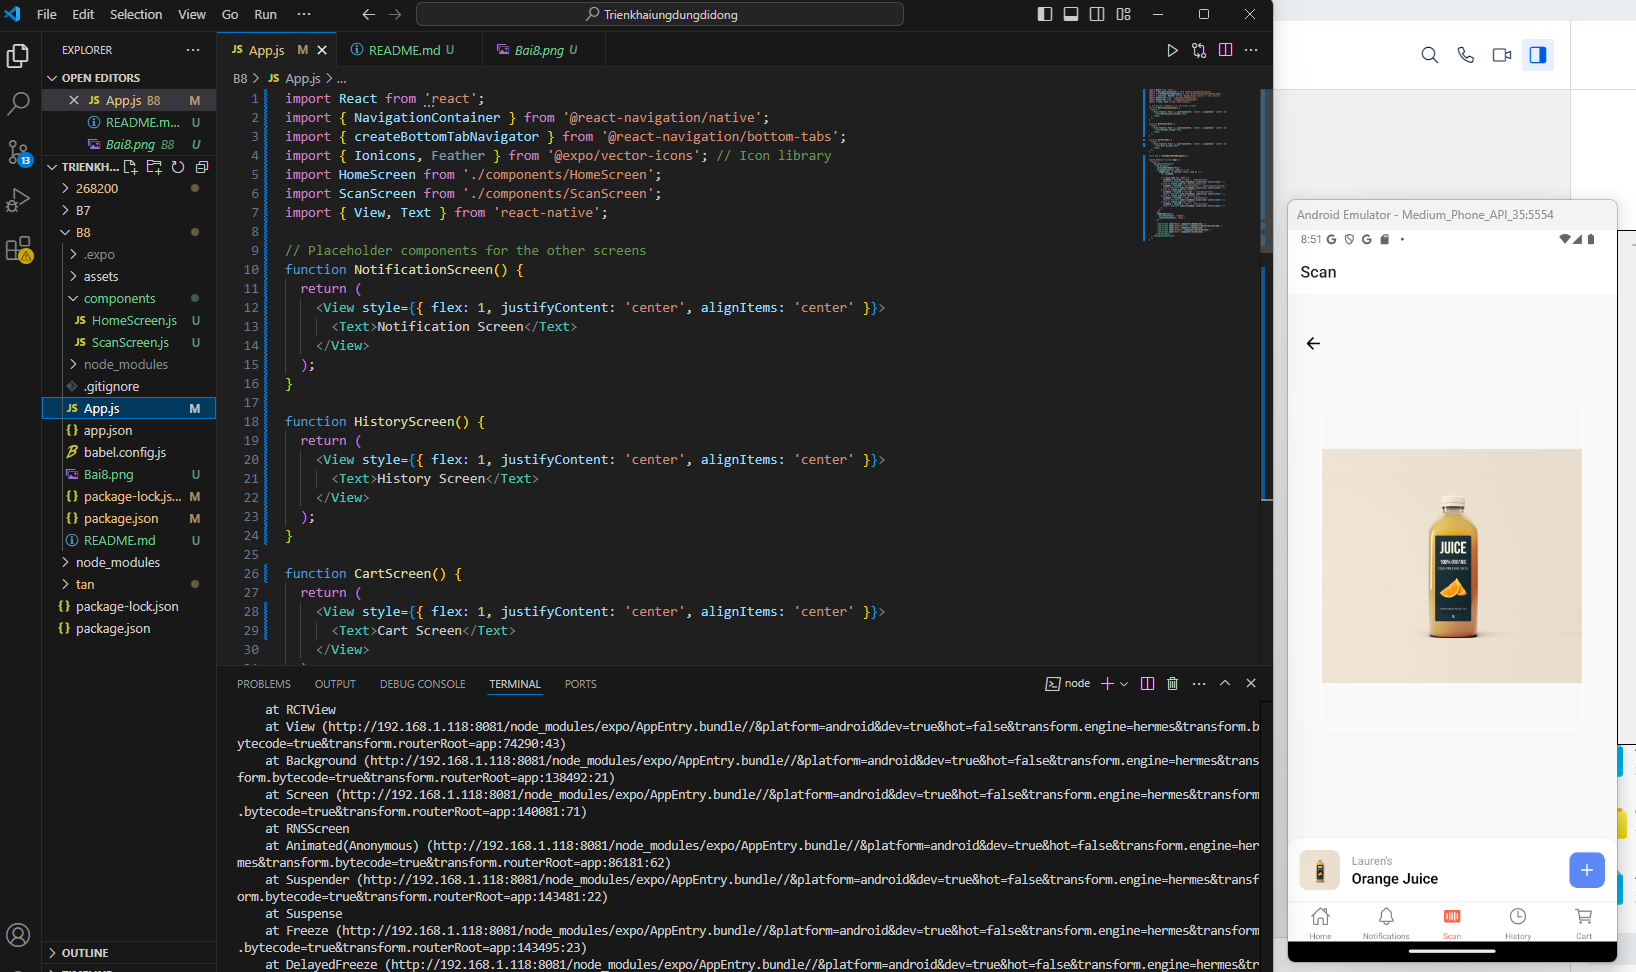 File Edit Selection View Go Run ···
Trienkhaiungdungdidong
EXPLORER
OPEN EDITORS
App.js B8 M
README.m... U
Bai8.png B8 U
TRIENKH...
268200
B7
B8
.expo
assets
components
HomeScreen.js U
ScanScreen.js U
node_modules
.gitignore
App.js M
app.json
babel.config.js
Bai8.png U
package-lock.js... M
package.json M
README.md U
node_modules
tan
package-lock.json
package.json
OUTLINE
13
App.js M
README.md U
Bai8.png U
B8 > JS App.js > ...
1 import React from 'react';
2 import { NavigationContainer } from '@react-navigation/native';
3 import { createBottomTabNavigator } from '@react-navigation/bottom-tabs';
4 import { Ionicons, Feather } from '@expo/vector-icons'; // Icon library
5 import HomeScreen from './components/HomeScreen';
6 import ScanScreen from './components/ScanScreen';
7 import { View, Text } from 'react-native';
8
9 // Placeholder components for the other screens
10 function NotificationScreen() {
11 return (
12 <View style={{ flex: 1, justifyContent: 'center', alignItems: 'center' }}>
13 <Text>Notification Screen</Text>
14 </View>
15 );
16 }
17
18 function HistoryScreen() {
19 return (
20 <View style={{ flex: 1, justifyContent: 'center', alignItems: 'center' }}>
21 <Text>History Screen</Text>
22 </View>
23 );
24 }
25
26 function CartScreen() {
27 return (
28 <View style={{ flex: 1, justifyContent: 'center', alignItems: 'center' }}>
29 <Text>Cart Screen</Text>
30 </View>
PROBLEMS OUTPUT DEBUG CONSOLE TERMINAL PORTS
node
at RCTView
at View (http://192.168.1.118:8081/node_modules/expo/AppEntry.bundle//&platform=android&dev=true&hot=false&transform.engine=hermes&transform.b
ytecode=true&transform.routerRoot=app:74290:43)
at Background (http://192.168.1.118:8081/node_modules/expo/AppEntry.bundle//&platform=android&dev=true&hot=false&transform.engine=hermes&trans
form.bytecode=true&transform.routerRoot=app:138492:21)
at Screen (http://192.168.1.118:8081/node_modules/expo/AppEntry.bundle//&platform=android&dev=true&hot=false&transform.engine=hermes&transform
.bytecode=true&transform.routerRoot=app:140081:71)
at RNSScreen
at Animated(Anonymous) (http://192.168.1.118:8081/node_modules/expo/AppEntry.bundle//&platform=android&dev=true&hot=false&transform.engine=her
mes&transform.bytecode=true&transform.routerRoot=app:86181:62)
at Suspender (http://192.168.1.118:8081/node_modules/expo/AppEntry.bundle//&platform=android&dev=true&hot=false&transform.engine=hermes&transf
orm.bytecode=true&transform.routerRoot=app:143481:22)
at Suspense
at Freeze (http://192.168.1.118:8081/node_modules/expo/AppEntry.bundle//&platform=android&dev=true&hot=false&transform.engine=hermes&transform
.bytecode=true&transform.routerRoot=app:143495:23)
at DelayedFreeze (http://192.168.1.118:8081/node_modules/expo/AppEntry.bundle//&platform=android&dev=true&hot=false&transform.engine=hermes&tr
Android Emulator - Medium_Phone_API_35:5554
8:51
Scan
JUICE
100% ORGANIC
Lauren's
Orange Juice
Home
Notifications
Scan
History
Cart